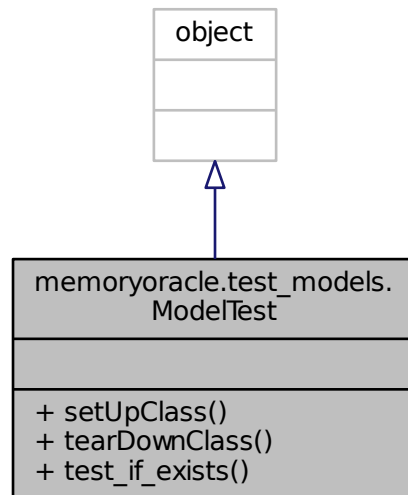 object
memoryoracle.test_models.
ModelTest
+ setUpClass()
+ tearDownClass()
+ test_if_exists()